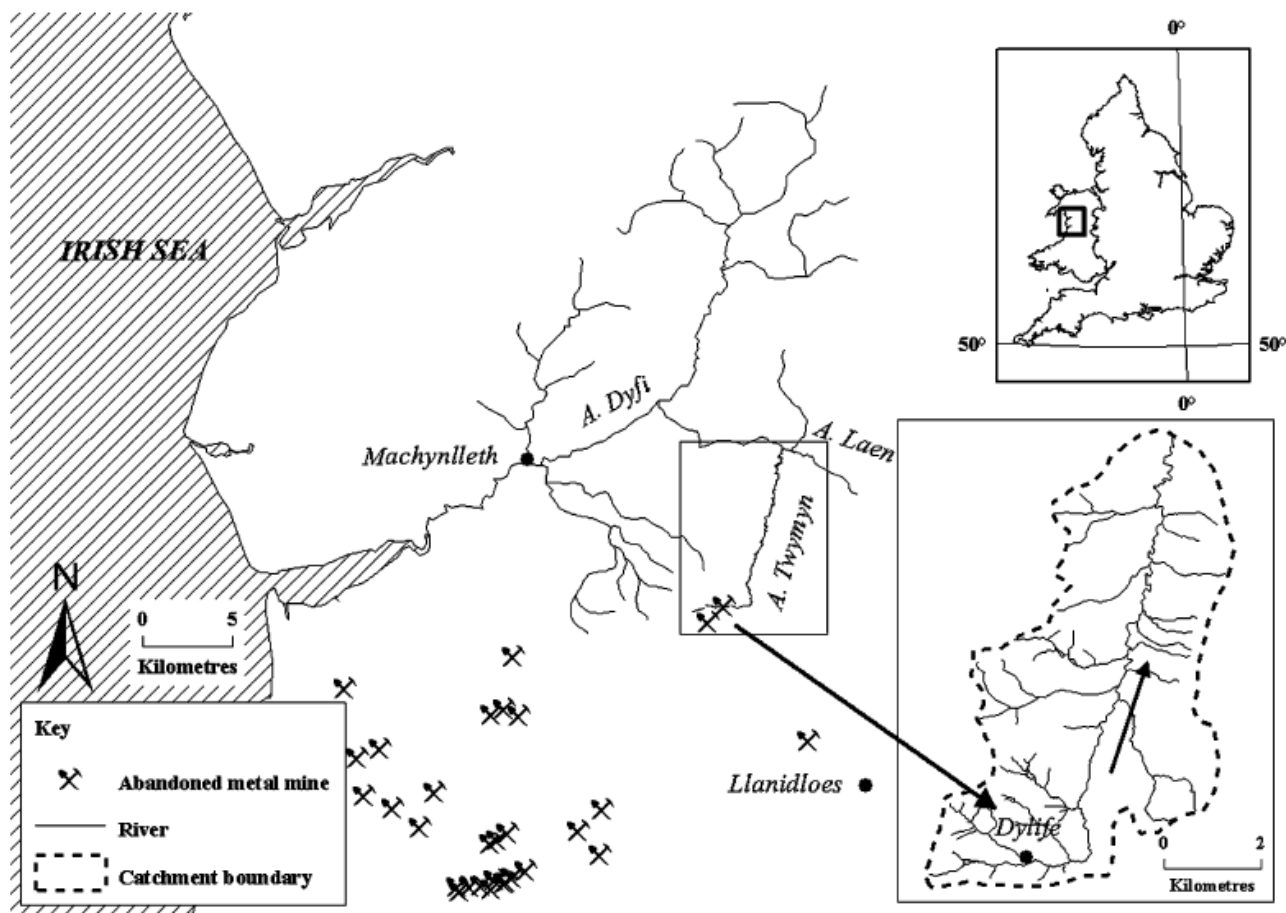 0°
IRISH SEA
50°
50°
0°
A. Dyfi
A. Laen
Machynlleth
A. Twymyn
N
0 5
Kilometres
Key
Abandoned metal mine
River
Catchment boundary
Llanidloes
Dylife
0 2
Kilometres